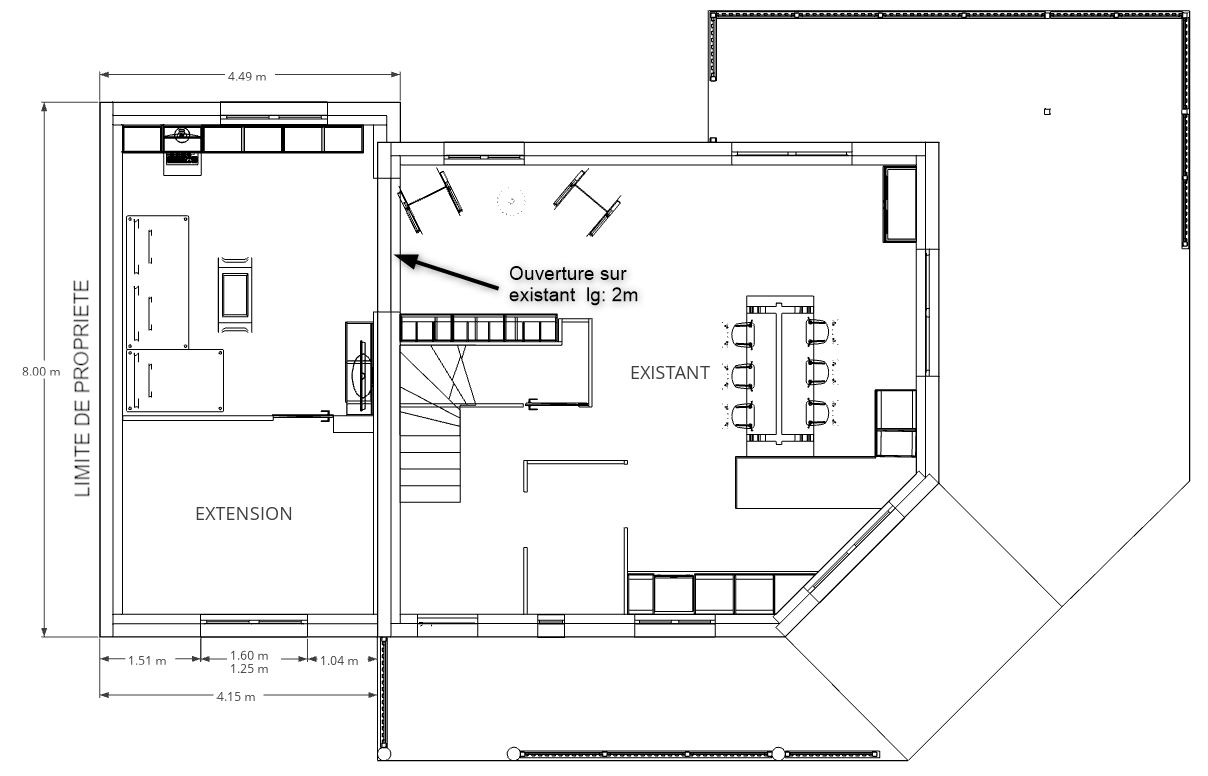 4.49 m
Ouverture sur
existant lg: 2m
8.00 m
LIMITE DE PROPRIETE
EXISTANT
EXTENSION
1.51 m
1.60 m
1.25 m
1.04 m
4.15 m